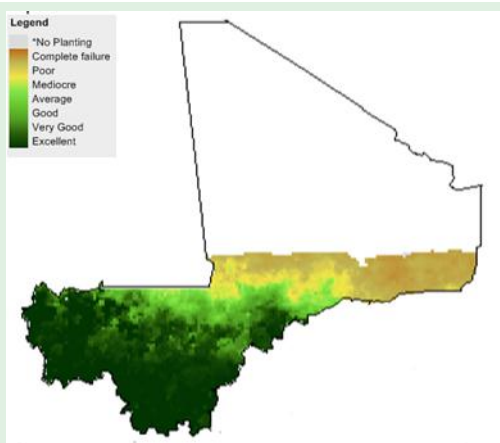 Legend
*No Planting
Complete failure
Poor
Mediocre
Average
Good
Very Good
Excellent